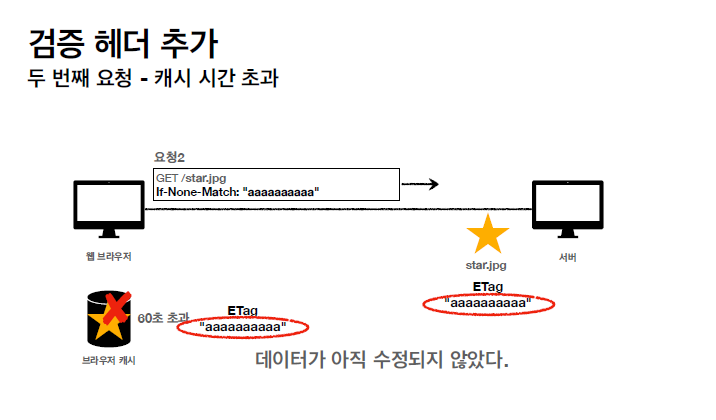 검증 헤더 추가
두 번째 요청 - 캐시 시간 초과
요청2
GET /star.jpg
If-None-Match: "aaaaaaaaaa"
웹 브라우저
star.jpg
서버
ETag
"aaaaaaaaaa"
60초 초과
ETag
"aaaaaaaaaa"
브라우저 캐시
데이터가 아직 수정되지 않았다.